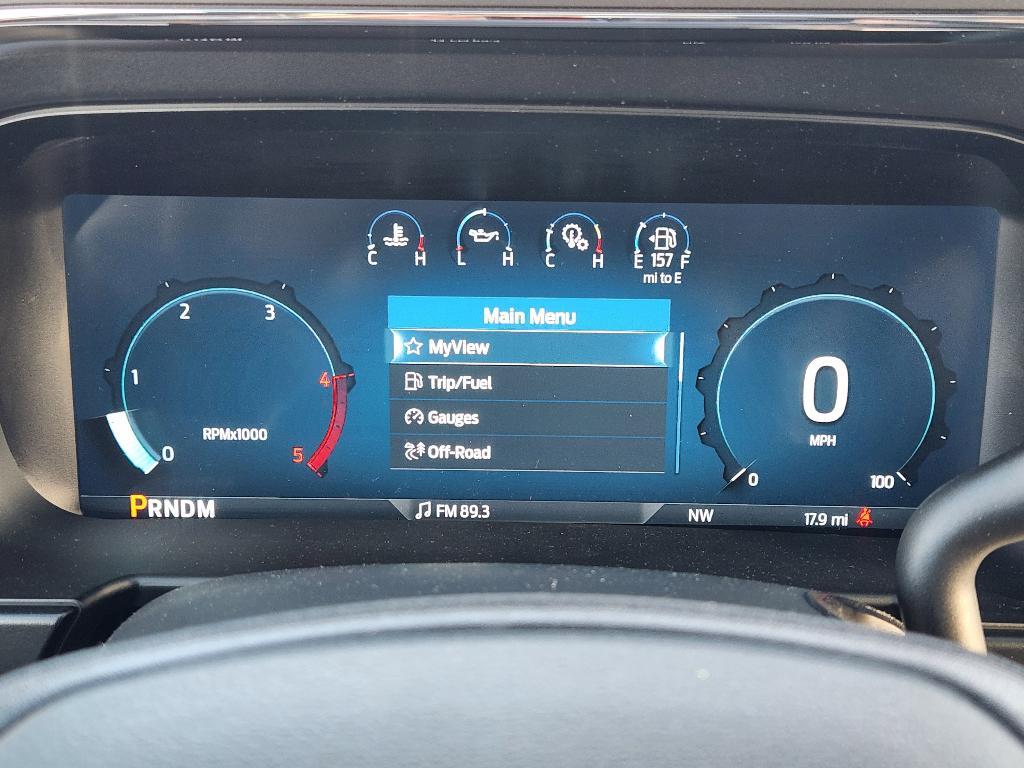 C H
L H
C H
E 157 F
mi to E
Main Menu
MyView
Trip/Fuel
Gauges
Off-Road
0
1
2
3
4
5
RPMx1000
0
MPH
0
100
PRNDM
FM 89.3
NW
17.9 mi